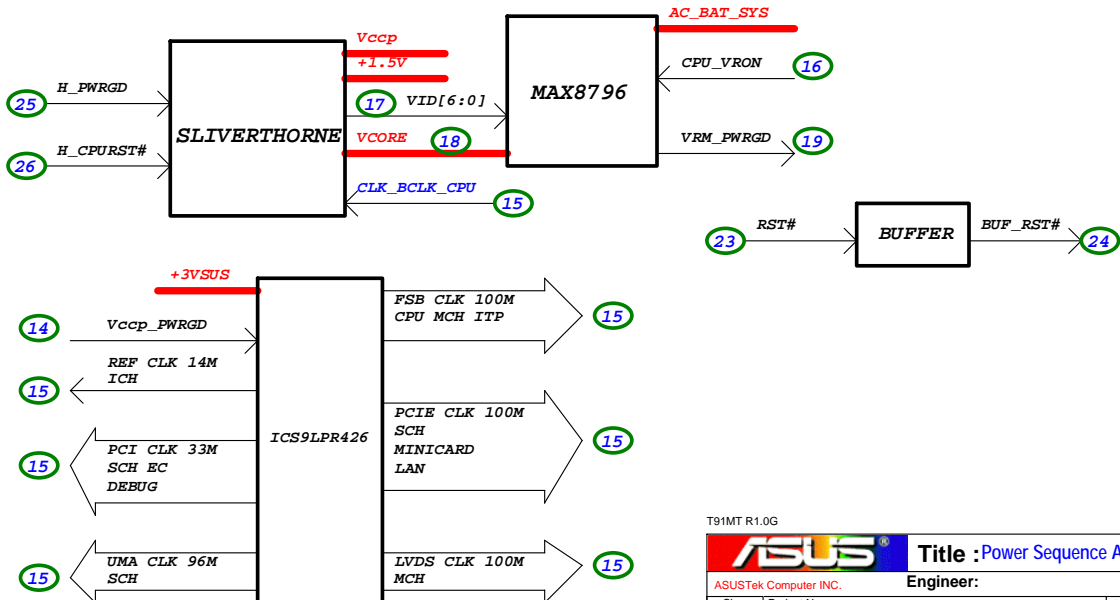 AC_BAT_SYS
Vccp
+1.5V
CPU_VRON
16
H_PWRGD
25
17
VID[6:0]
MAX8796
SLIVERTHORNE
VCORE
18
VRM_PWRGD
19
H_CPURST#
26
CLK_BCLK_CPU
15
RST#
23
BUFFER
BUF_RST#
24
+3VSUS
FSB CLK 100M
CPU MCH ITP
15
14
Vccp_PWRGD
REF CLK 14M
ICH
15
ICS9LPR426
PCIE CLK 100M
SCH
MINICARD
LAN
15
PCI CLK 33M
SCH EC
DEBUG
15
UMA CLK 96M
SCH
15
LVDS CLK 100M
MCH
15
T91MT R1.0G
ASUS®
Title : Power Sequence
ASUSTek Computer INC.
Engineer: